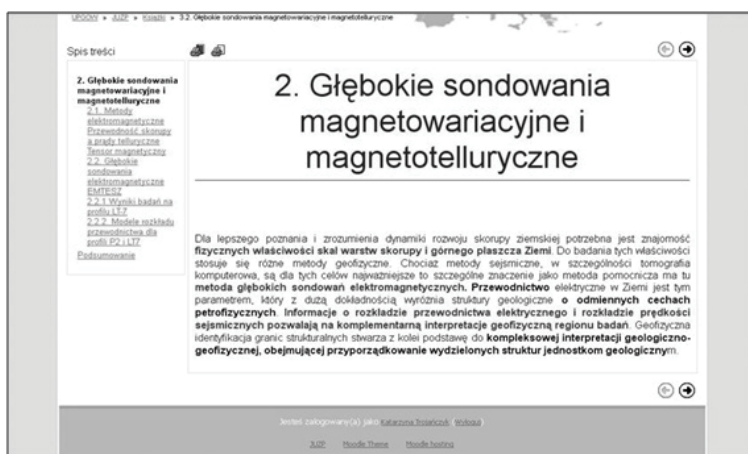 UPGOW ▸ JUZP ▸ Książki ▸ 3.2. Głębokie sondowania magnetowariacyjne i magnetotelluryczne
Spis treści
2. Głębokie sondowania
magnetowariacyjne i
magnetotelluryczne
2.1. Metody
elektromagnetyczne
Przewodność skorupy
a prądy telluryczne
Tensor magnetyczny
2.2. Głębokie
sondowania
elektromagnetyczne
EMTESZ
2.2.1 Wyniki badań na
profilu LT-7
2.2.2. Modele rozkładu
przewodnictwa dla
profili P2 i LT7
Podsumowanie
2. Głębokie sondowania
magnetowariacyjne i
magnetotelluryczne
Dla lepszego poznania i zrozumienia dynamiki rozwoju skorupy ziemskiej potrzebna jest znajomość
fizycznych właściwości skał warstw skorupy i górnego płaszcza Ziemi. Do badania tych właściwości
stosuje się różne metody geofizyczne. Chociaż metody sejsmiczne, w szczególności tomografia
komputerowa, są dla tych celów najważniejsze to szczególne znaczenie jako metoda pomocnicza ma tu
metoda głębokich sondowań elektromagnetycznych. Przewodnictwo elektryczne w Ziemi jest tym
parametrem, który z dużą dokładnością wyróżnia struktury geologiczne o odmiennych cechach
petrofizycznych. Informacje o rozkładzie przewodnictwa elektrycznego i rozkładzie prędkości
sejsmicznych pozwalają na komplementarną interpretacje geofizyczną regionu badań. Geofizyczna
identyfikacja granic strukturalnych stwarza z kolei podstawę do kompleksowej interpretacji geologiczno-
geofizycznej, obejmującej przyporządkowanie wydzielonych struktur jednostkom geologicznym.
Jesteś zalogowany(a) jako Katarzyna Trojańczyk (Wyloguj)
JUZP Moodle Theme Moodle hosting